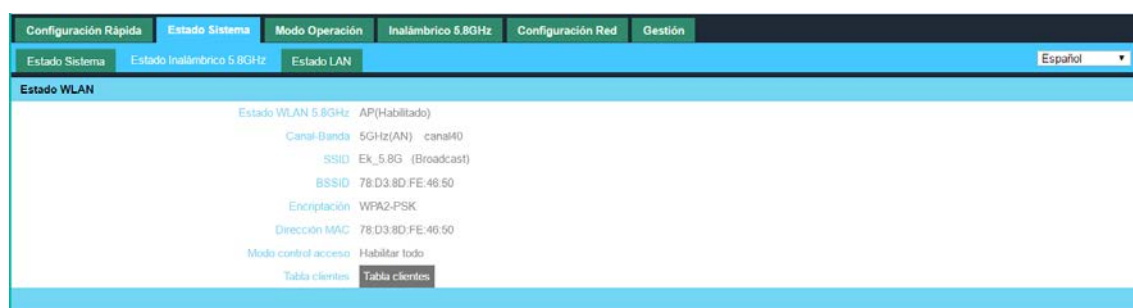 Configuración Rápida Estado Sistema Modo Operación Inalámbrico 5.8GHz Configuración Red Gestión
Estado Sistema Estado Inalámbrico 5.8GHz Estado LAN Español
Estado WLAN
Estado WLAN 5.8GHz AP(Habilitado)
Canal-Banda 5GHz(AN) canal40
SSID Ek_5.8G (Broadcast)
BSSID 78:D3:8D:FE:46:50
Encriptación WPA2-PSK
Dirección MAC 78:D3:8D:FE:46:50
Modo control acceso Habilitar todo
Tabla clientes Tabla clientes